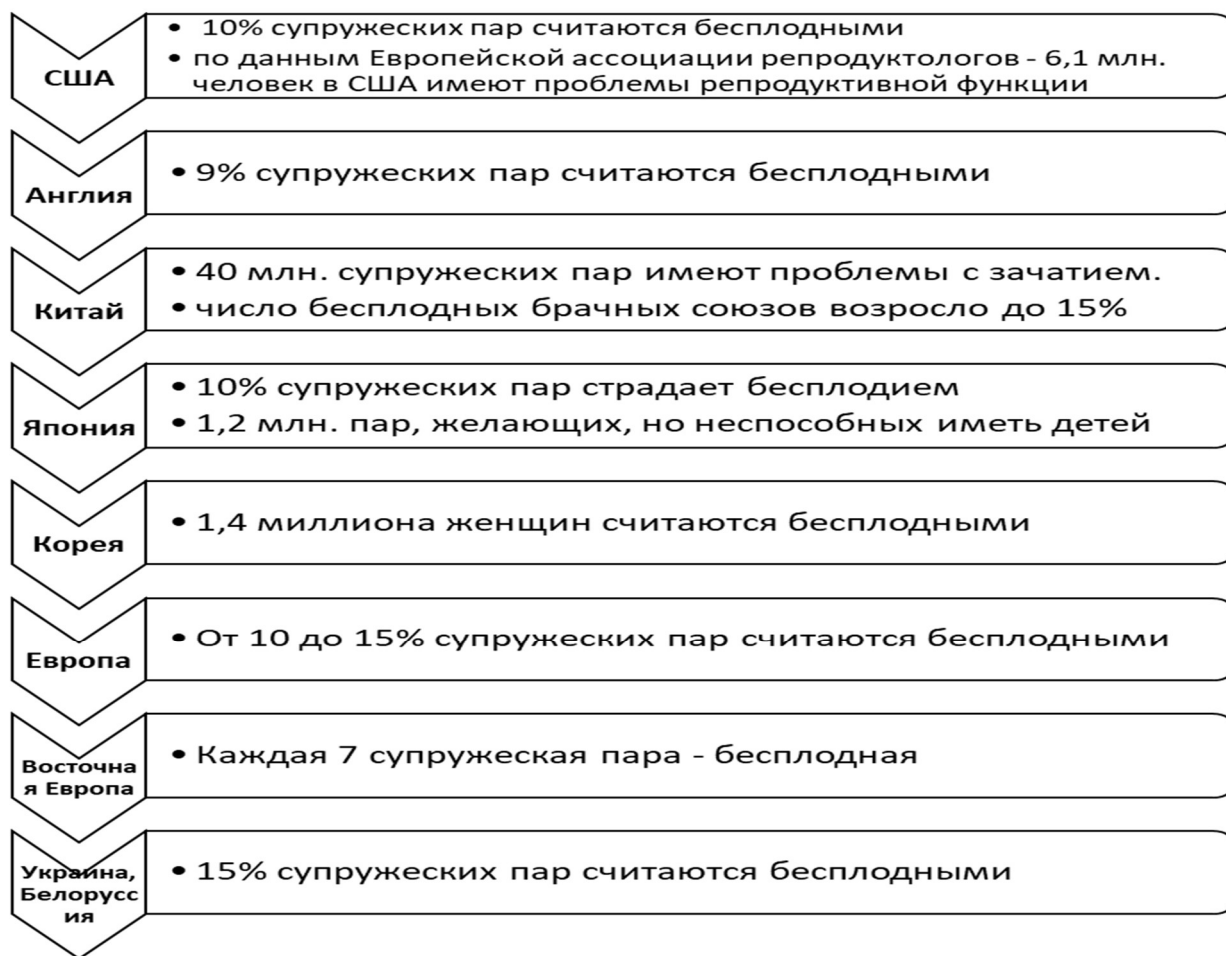 США
• 10% супружеских пар считаются бесплодными
• по данным Европейской ассоциации репродуктологов - 6,1 млн.
человек в США имеют проблемы репродуктивной функции
Англия
• 9% супружеских пар считаются бесплодными
Китай
• 40 млн. супружеских пар имеют проблемы с зачатием.
• число бесплодных брачных союзов возросло до 15%
Япония
• 10% супружеских пар страдает бесплодием
• 1,2 млн. пар, желающих, но неспособных иметь детей
Корея
• 1,4 миллиона женщин считаются бесплодными
Европа
• От 10 до 15% супружеских пар считаются бесплодными
Восточна
я Европа
• Каждая 7 супружеская пара - бесплодная
Украина,
Белорусс
ия
• 15% супружеских пар считаются бесплодными